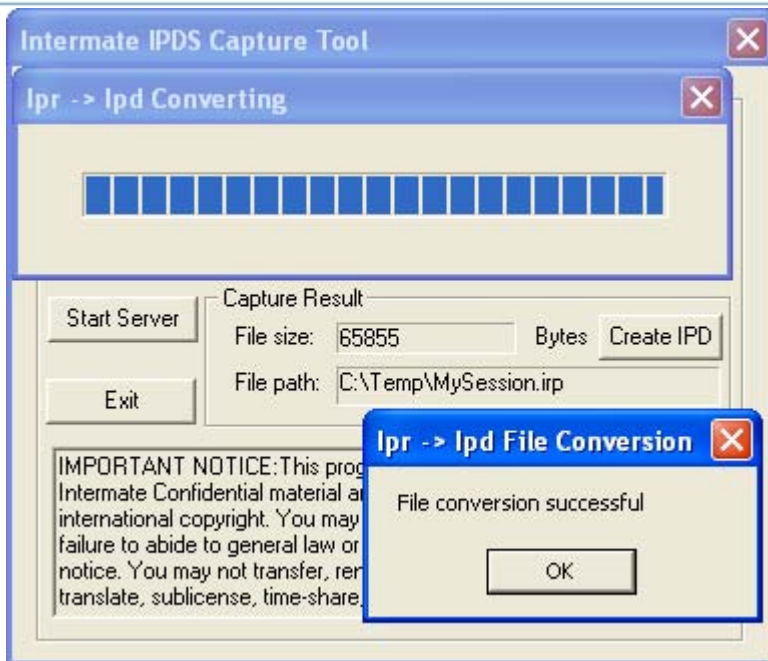 Intermate IPDS Capture Tool
Ipr -> Ipd Converting
Start Server
Capture Result
File size: 65855 Bytes Create IPD
File path: C:\Temp\MySession.irp
Exit
IMPORTANT NOTICE:This prog
Intermate Confidential material a
international copyright. You may
failure to abide to general law or
notice. You may not transfer, ren
translate, sublicense, time-share,
Ipr -> Ipd File Conversion
File conversion successful
OK